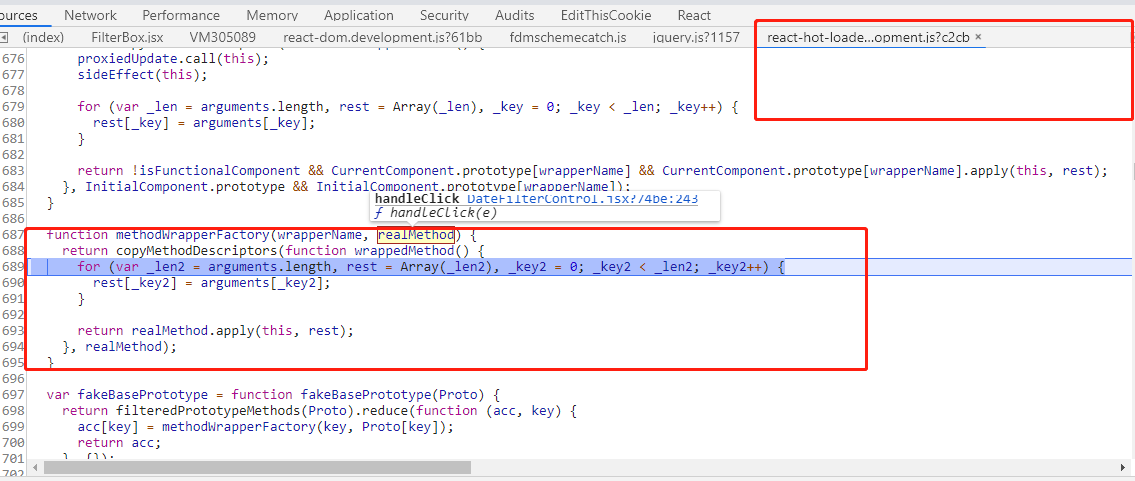 ources Network Performance Memory Application Security Audits EditThisCookie React
(index) FilterBox.jsx VM305089 react-dom.development.js?61bb fdmschemecatch.js jquery.js?1157 react-hot-loade…opment.js?c2cb ×
676 proxiedUpdate.call(this);
677 sideEffect(this);
678
679 for (var _len = arguments.length, rest = Array(_len), _key = 0; _key < _len; _key++) {
680 rest[_key] = arguments[_key];
681 }
682
683 return !isFunctionalComponent && CurrentComponent.prototype[wrapperName] && CurrentComponent.prototype[wrapperName].apply(this, rest);
684 }, InitialComponent.prototype && InitialComponent.prototype[wrapperName]);
685 }
handleClick DateFilterControl.jsx?74be:243
686
ƒ handleClick(e)
687 function methodWrapperFactory(wrapperName, realMethod) {
688 return copyMethodDescriptors(function wrappedMethod() {
689 for (var _len2 = arguments.length, rest = Array(_len2), _key2 = 0; _key2 < _len2; _key2++) {
690 rest[_key2] = arguments[_key2];
691 }
692
693 return realMethod.apply(this, rest);
694 }, realMethod);
695 }
696
697 var fakeBasePrototype = function fakeBasePrototype(Proto) {
698 return filteredPrototypeMethods(Proto).reduce(function (acc, key) {
699 acc[key] = methodWrapperFactory(key, Proto[key]);
700 return acc;
701 }, {});
702